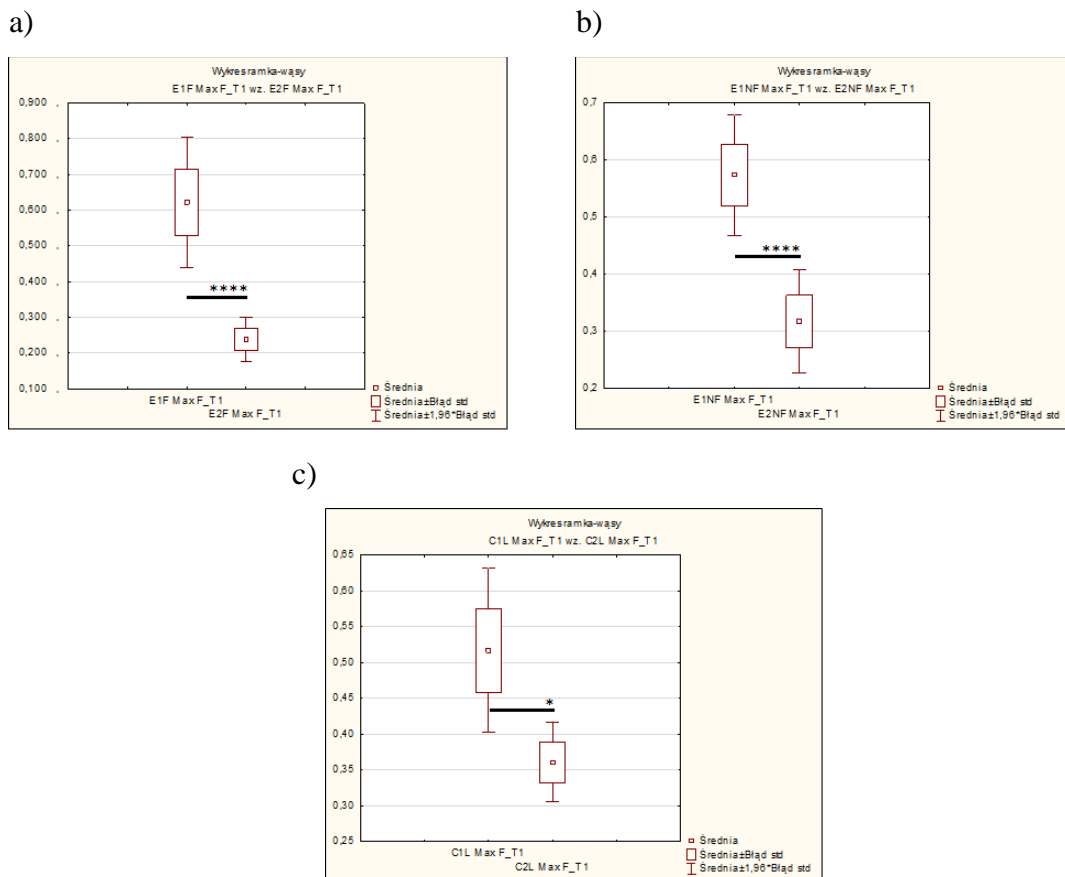 a)
Wykres ramka-wąsy
E1F Max F_T1 wz. E2F Max F_T1
0,900
0,800
0,700
0,600
0,500
0,400
****
0,300
0,200
0,100
E1F Max F_T1
E2F Max F_T1
Średnia
Średnia±Błąd std
Średnia±1,96*Błąd std
b)
Wykres ramka-wąsy
E1NF Max F_T1 wz. E2NF Max F_T1
0,7
0,6
0,5
****
0,4
0,3
0,2
E1NF Max F_T1
E2NF Max F_T1
Średnia
Średnia±Błąd std
Średnia±1,96*Błąd std
c)
Wykres ramka-wąsy
C1L Max F_T1 wz. C2L Max F_T1
0,65
0,60
0,55
0,50
0,45
*
0,40
0,35
0,30
0,25
C1L Max F_T1
C2L Max F_T1
Średnia
Średnia±Błąd std
Średnia±1,96*Błąd std